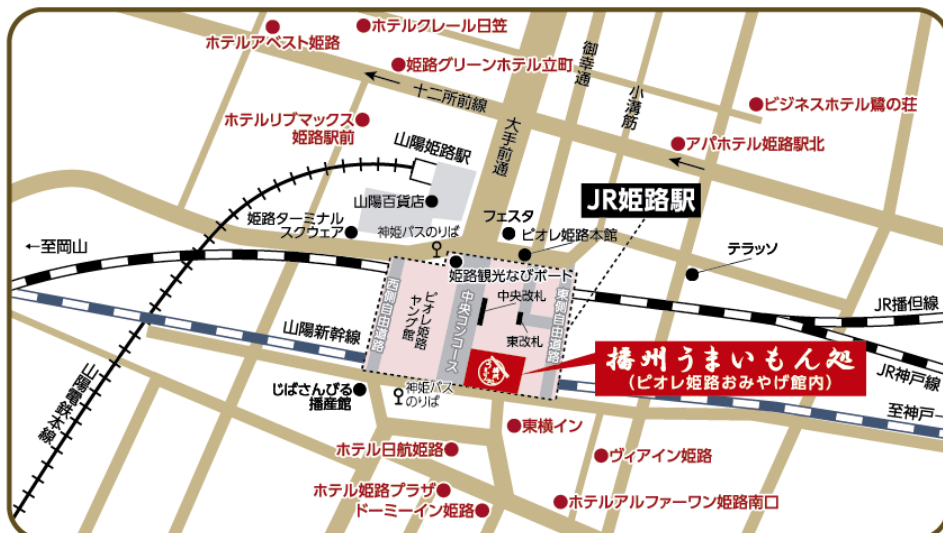 ホテルクレール日笠
ホテルアベスト姫路
姫路グリーンホテル立町
御幸通
小溝筋
十二所前線
ビジネスホテル鷺の荘
ホテルリブマックス
姫路駅前
大手前通
アパホテル姫路駅北
山陽姫路駅
山陽百貨店
JR姫路駅
姫路ターミナル
スクウェア
神姫バスのりば
フェスタ
ピオレ姫路本館
テラッソ
←至岡山
姫路観光なびポート
西側自由通路
ピオレ姫路
ヤング館
中央コンコース
中央改札
東改札
東側自由通路
JR播但線
山陽新幹線
播州うまいもん処
(ピオレ姫路おみやげ館内)
JR神戸線
至神戸→
山陽電鉄本線
じばさんびる
播産館
神姫バス
のりば
東横イン
ホテル日航姫路
ヴィアイン姫路
ホテル姫路プラザ
ドーミーイン姫路
ホテルアルファーワン姫路南口